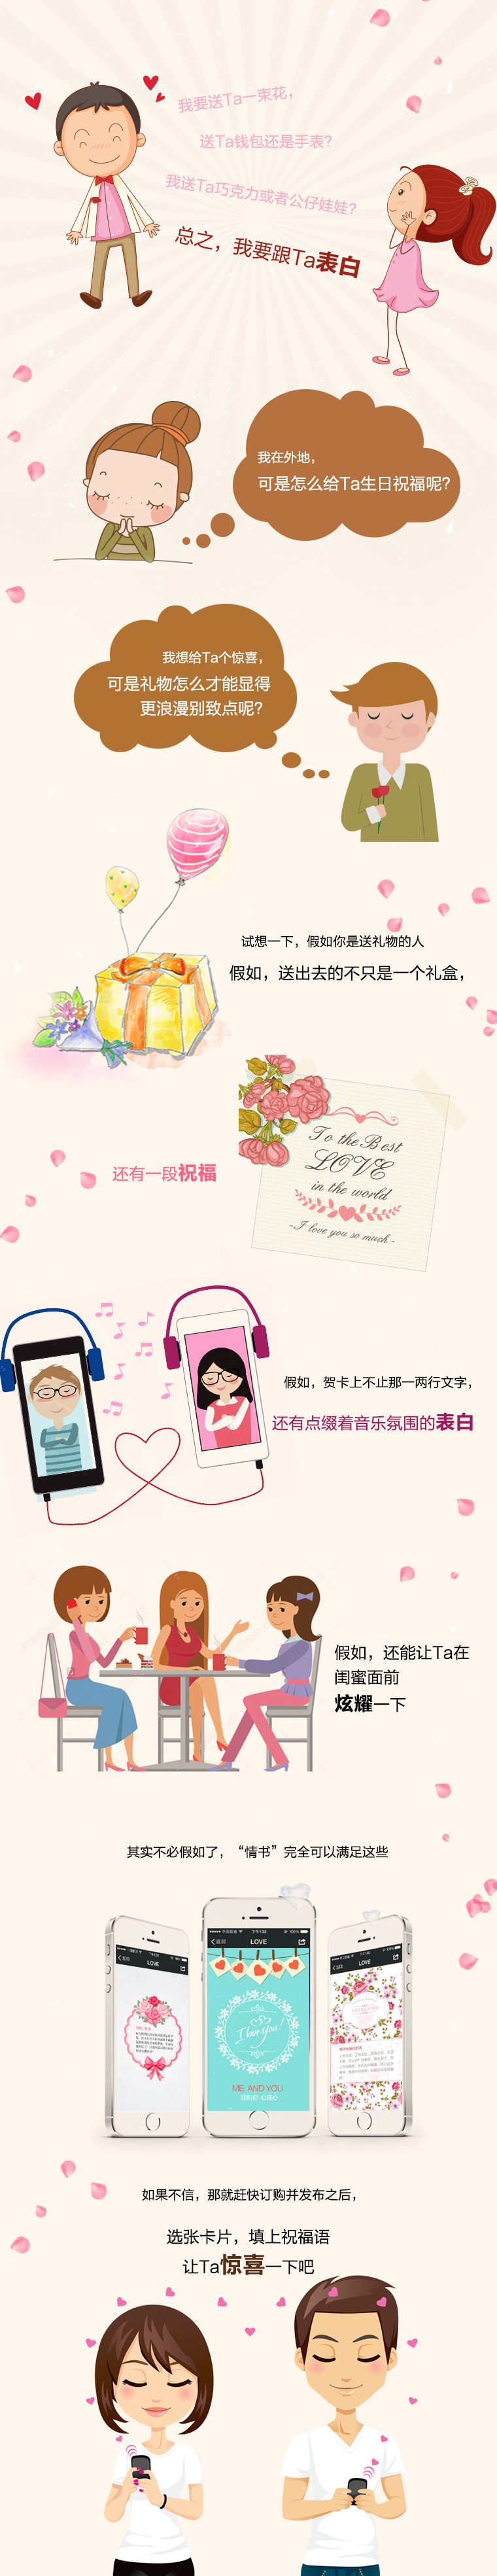 我要送Ta一束花，
送Ta钱包还是手表？
我送Ta巧克力或者公仔娃娃？
总之，我要跟Ta表白
我在外地，
可是怎么给Ta生日祝福呢？
我想给Ta个惊喜，
可是礼物怎么才能显得
更浪漫别致点呢？
试想一下，假如你是送礼物的人
假如，送出去的不只是一个礼盒，
To the Best
LOVE
in the world
- I love you so much -
还有一段祝福
假如，贺卡上不止那一两行文字，
还有点缀着音乐氛围的表白
假如，还能让Ta在
闺蜜面前
炫耀一下
其实不必假如了，“情书”完全可以满足这些
LOVE
返回
LOVE
LOVE
I love You!
ME AND YOU
如果不信，那就赶快订购并发布之后，
选张卡片，填上祝福语
让Ta惊喜一下吧